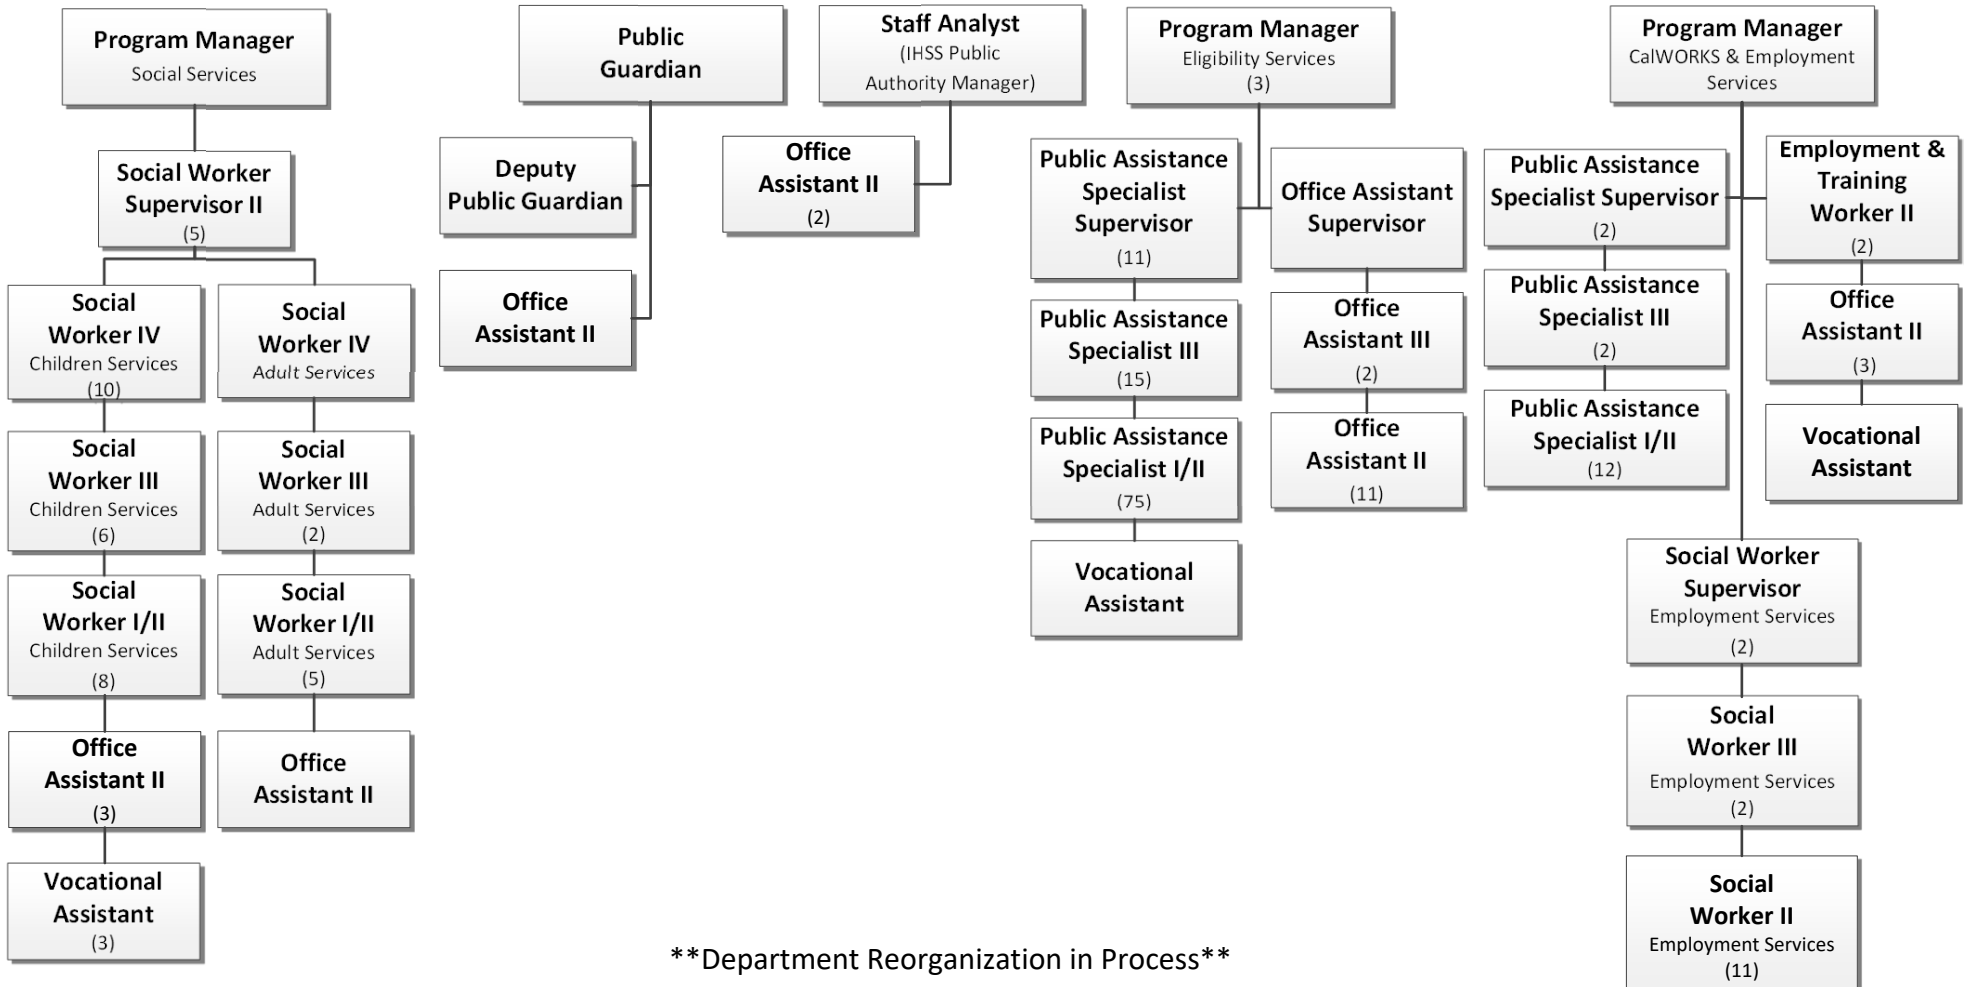 Program Manager
Social Services
Social Worker
Supervisor II
(5)
Social
Worker IV
Children Services
(10)
Social
Worker III
Children Services
(6)
Social
Worker I/II
Children Services
(8)
Office
Assistant II
(3)
Vocational
Assistant
(3)
Social
Worker IV
Adult Services
Social
Worker III
Adult Services
(2)
Social
Worker I/II
Adult Services
(5)
Office
Assistant II
Public
Guardian
Deputy
Public Guardian
Office
Assistant II
Staff Analyst
(IHSS Public
Authority Manager)
Office
Assistant II
(2)
Program Manager
Eligibility Services
(3)
Public Assistance
Specialist
Supervisor
(11)
Public Assistance
Specialist III
(15)
Public Assistance
Specialist I/II
(75)
Vocational
Assistant
Office Assistant
Supervisor
Office
Assistant III
(2)
Office
Assistant II
(11)
Program Manager
CalWORKS & Employment
Services
Public Assistance
Specialist Supervisor
(2)
Public Assistance
Specialist III
(2)
Public Assistance
Specialist I/II
(12)
Employment &
Training
Worker II
(2)
Office
Assistant II
(3)
Vocational
Assistant
Social Worker
Supervisor
Employment Services
(2)
Social
Worker III
Employment Services
(2)
Social
Worker II
Employment Services
(11)
**Department Reorganization in Process**